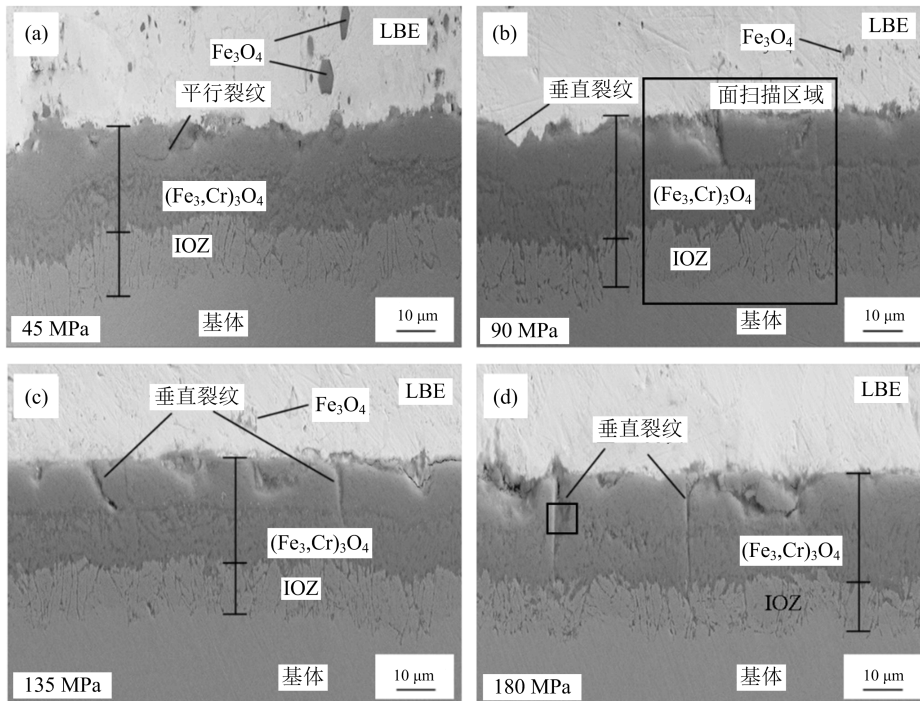 (a)
LBE
Fe₃O₄
平行裂纹
(Fe₃,Cr)₃O₄
IOZ
基体
45 MPa
10 μm
(b)
LBE
Fe₃O₄
垂直裂纹
面扫描区域
(Fe₃,Cr)₃O₄
IOZ
基体
90 MPa
10 μm
(c)
LBE
垂直裂纹
Fe₃O₄
(Fe₃,Cr)₃O₄
IOZ
基体
135 MPa
10 μm
(d)
LBE
垂直裂纹
(Fe₃,Cr)₃O₄
IOZ
基体
180 MPa
10 μm